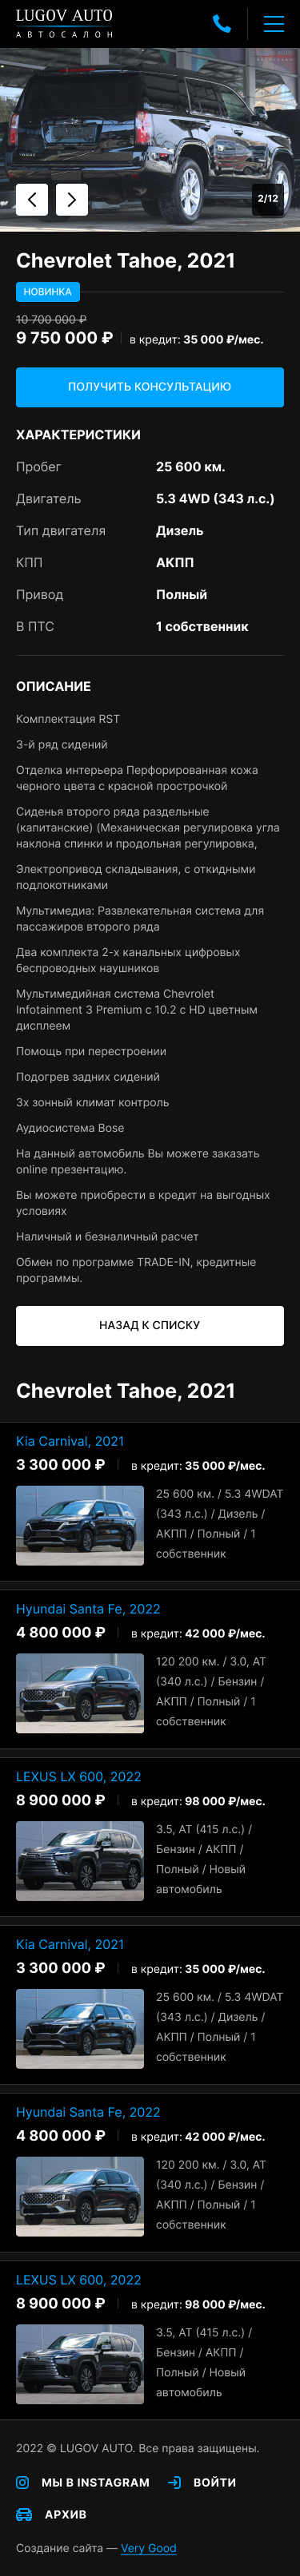 LUGOV AUTO
АВТОСАЛОН
2/12
Chevrolet Tahoe, 2021
НОВИНКА
10 700 000 ₽
9 750 000 ₽ в кредит: 35 000 ₽/мес.
ПОЛУЧИТЬ КОНСУЛЬТАЦИЮ
ХАРАКТЕРИСТИКИ
Пробег 25 600 км.
Двигатель 5.3 4WD (343 л.с.)
Тип двигателя Дизель
КПП АКПП
Привод Полный
В ПТС 1 собственник
ОПИСАНИЕ
Комплектация RST
3-й ряд сидений
Отделка интерьера Перфорированная кожа
черного цвета с красной прострочкой
Сиденья второго ряда раздельные
(капитанские) (Механическая регулировка угла
наклона спинки и продольная регулировка,
Электропривод складывания, с откидными
подлокотниками
Мультимедиа: Развлекательная система для
пассажиров второго ряда
Два комплекта 2-х канальных цифровых
беспроводных наушников
Мультимедийная система Chevrolet
Infotainment 3 Premium с 10.2 с HD цветным
дисплеем
Помощь при перестроении
Подогрев задних сидений
3х зонный климат контроль
Аудиосистема Bose
На данный автомобиль Вы можете заказать
online презентацию.
Вы можете приобрести в кредит на выгодных
условиях
Наличный и безналичный расчет
Обмен по программе TRADE-IN, кредитные
программы.
НАЗАД К СПИСКУ
Chevrolet Tahoe, 2021
Kia Carnival, 2021
3 300 000 ₽ в кредит: 35 000 ₽/мес.
25 600 км. / 5.3 4WDAT
(343 л.с.) / Дизель /
АКПП / Полный / 1
собственник
Hyundai Santa Fe, 2022
4 800 000 ₽ в кредит: 42 000 ₽/мес.
120 200 км. / 3.0, AT
(340 л.с.) / Бензин /
АКПП / Полный / 1
собственник
LEXUS LX 600, 2022
8 900 000 ₽ в кредит: 98 000 ₽/мес.
3.5, AT (415 л.с.) /
Бензин / АКПП /
Полный / Новый
автомобиль
Kia Carnival, 2021
3 300 000 ₽ в кредит: 35 000 ₽/мес.
25 600 км. / 5.3 4WDAT
(343 л.с.) / Дизель /
АКПП / Полный / 1
собственник
Hyundai Santa Fe, 2022
4 800 000 ₽ в кредит: 42 000 ₽/мес.
120 200 км. / 3.0, AT
(340 л.с.) / Бензин /
АКПП / Полный / 1
собственник
LEXUS LX 600, 2022
8 900 000 ₽ в кредит: 98 000 ₽/мес.
3.5, AT (415 л.с.) /
Бензин / АКПП /
Полный / Новый
автомобиль
2022 © LUGOV AUTO. Все права защищены.
МЫ В INSTAGRAM ВОЙТИ
АРХИВ
Создание сайта — Very Good